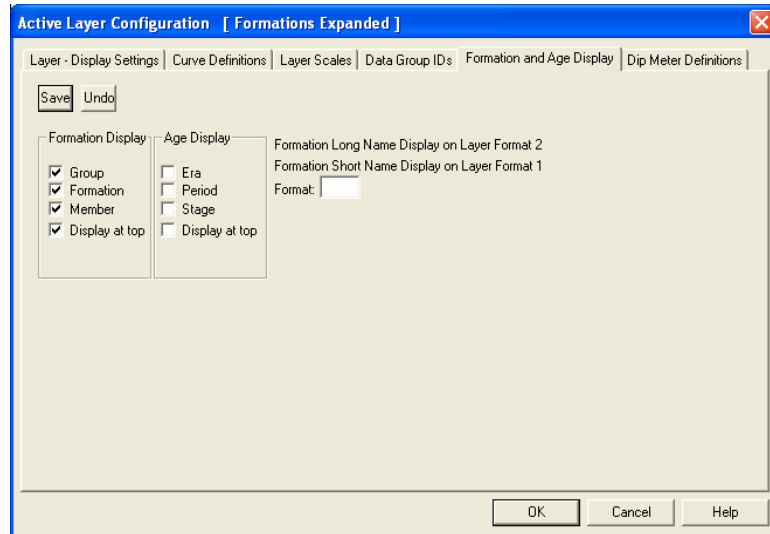 Active Layer Configuration [ Formations Expanded ]
Layer - Display Settings Curve Definitions Layer Scales Data Group IDs Formation and Age Display Dip Meter Definitions
Save Undo
Formation Display Age Display
Formation Long Name Display on Layer Format 2
Group Era Formation Short Name Display on Layer Format 1
Formation Period Format:
Member Stage
Display at top Display at top
OK Cancel Help